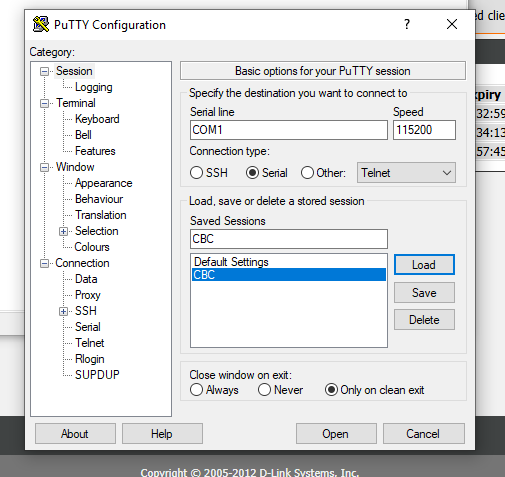 PuTTY Configuration
?
Category:
Session
Logging
Terminal
Keyboard
Bell
Features
Window
Appearance
Behaviour
Translation
Selection
Colours
Connection
Data
Proxy
SSH
Serial
Telnet
Rlogin
SUPDUP
Basic options for your PuTTY session
Specify the destination you want to connect to
Serial line Speed
COM1 115200
Connection type:
SSH Serial Other: Telnet
Load, save or delete a stored session
Saved Sessions
CBC
Default Settings
CBC
Load
Save
Delete
Close window on exit:
Always Never Only on clean exit
About Help Open Cancel
ed clie
xpiry
32:59
34:13
57:45
Copyright © 2005-2012 D-Link Systems, Inc.